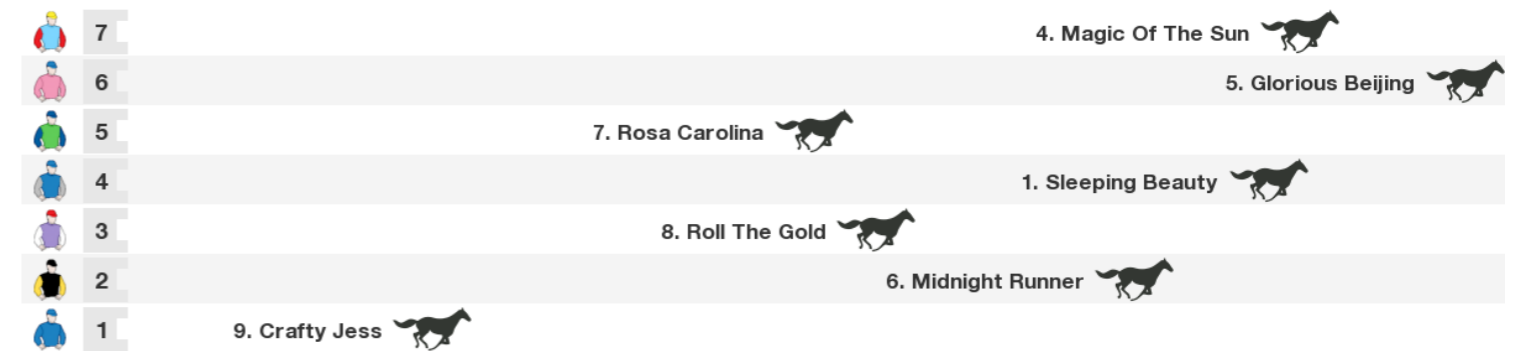 7 4. Magic Of The Sun
6 5. Glorious Beijing
5 7. Rosa Carolina
4 1. Sleeping Beauty
3 8. Roll The Gold
2 6. Midnight Runner
1 9. Crafty Jess